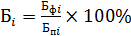 Бᵢ = Бфi / Бпi × 100%